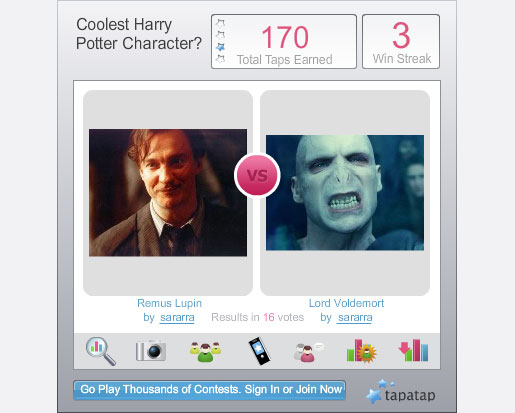 Coolest Harry
Potter Character?
170
Total Taps Earned
3
Win Streak
VS
Remus Lupin
by sararra
Results in 16 votes
Lord Voldemort
by sararra
Go Play Thousands of Contests. Sign In or Join Now
tapatap